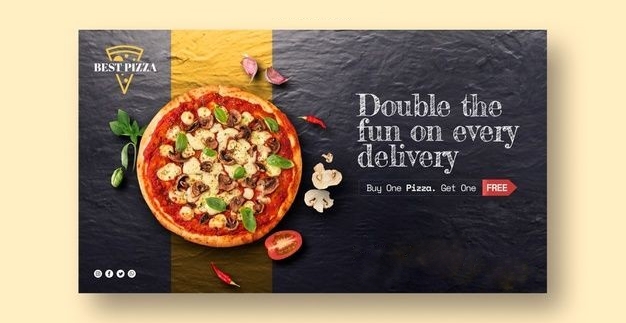 BEST PIZZA
Double the
fun on every
delivery
Buy One Pizza. Get One FREE